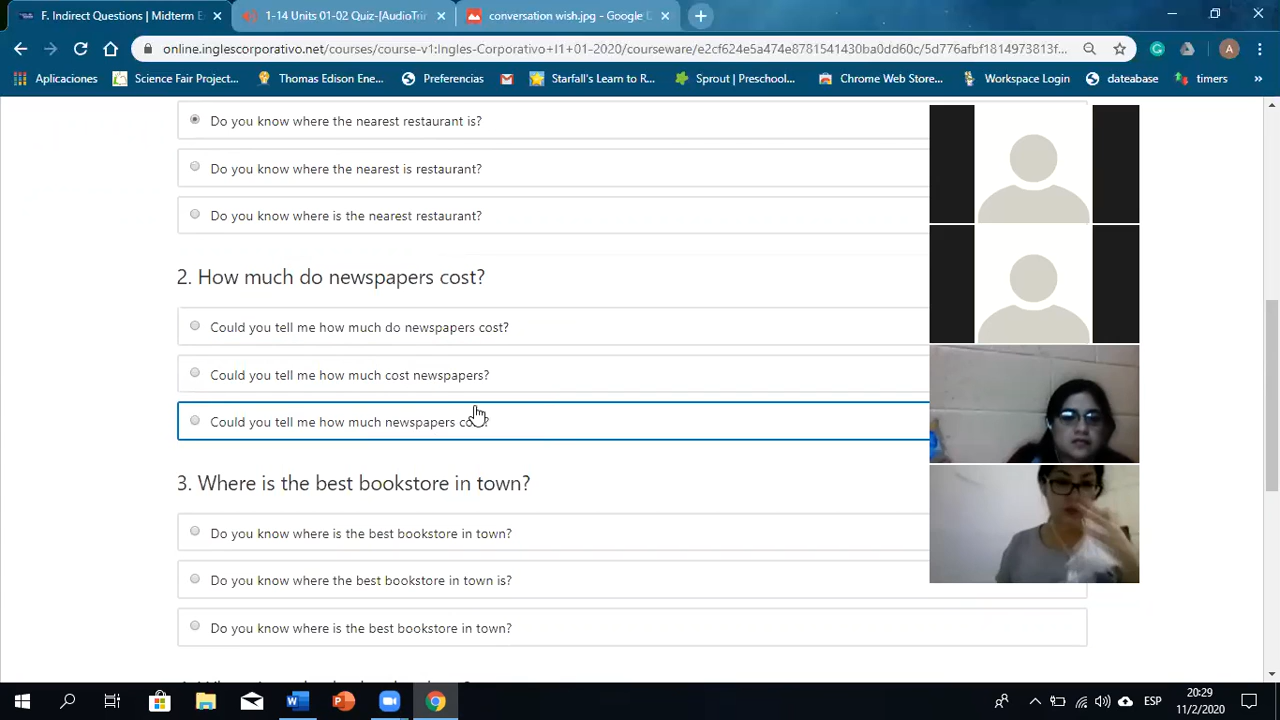 F. Indirect Questions | Midterm E
1-14 Units 01-02 Quiz-[AudioTri
conversation wish.jpg - Google D
online.inglescorporativo.net/courses/course-v1:Ingles-Corporativo+I1+01-2020/courseware/e2cf624e5a474e8781541430ba0dd60c/5d776afbf1814973813f...
A
Aplicaciones
Science Fair Project...
Thomas Edison Ene...
Preferencias
Starfall's Learn to R...
Sprout | Preschool...
Chrome Web Store...
Workspace Login
dateabase
timers
»
Do you know where the nearest restaurant is?
Do you know where the nearest is restaurant?
Do you know where is the nearest restaurant?
2. How much do newspapers cost?
Could you tell me how much do newspapers cost?
Could you tell me how much cost newspapers?
Could you tell me how much newspapers
3. Where is the best bookstore in town?
Do you know where is the best bookstore in town?
Do you know where the best bookstore in town is?
Do you know where is the best bookstore in town?
ESP
20:29
11/2/2020